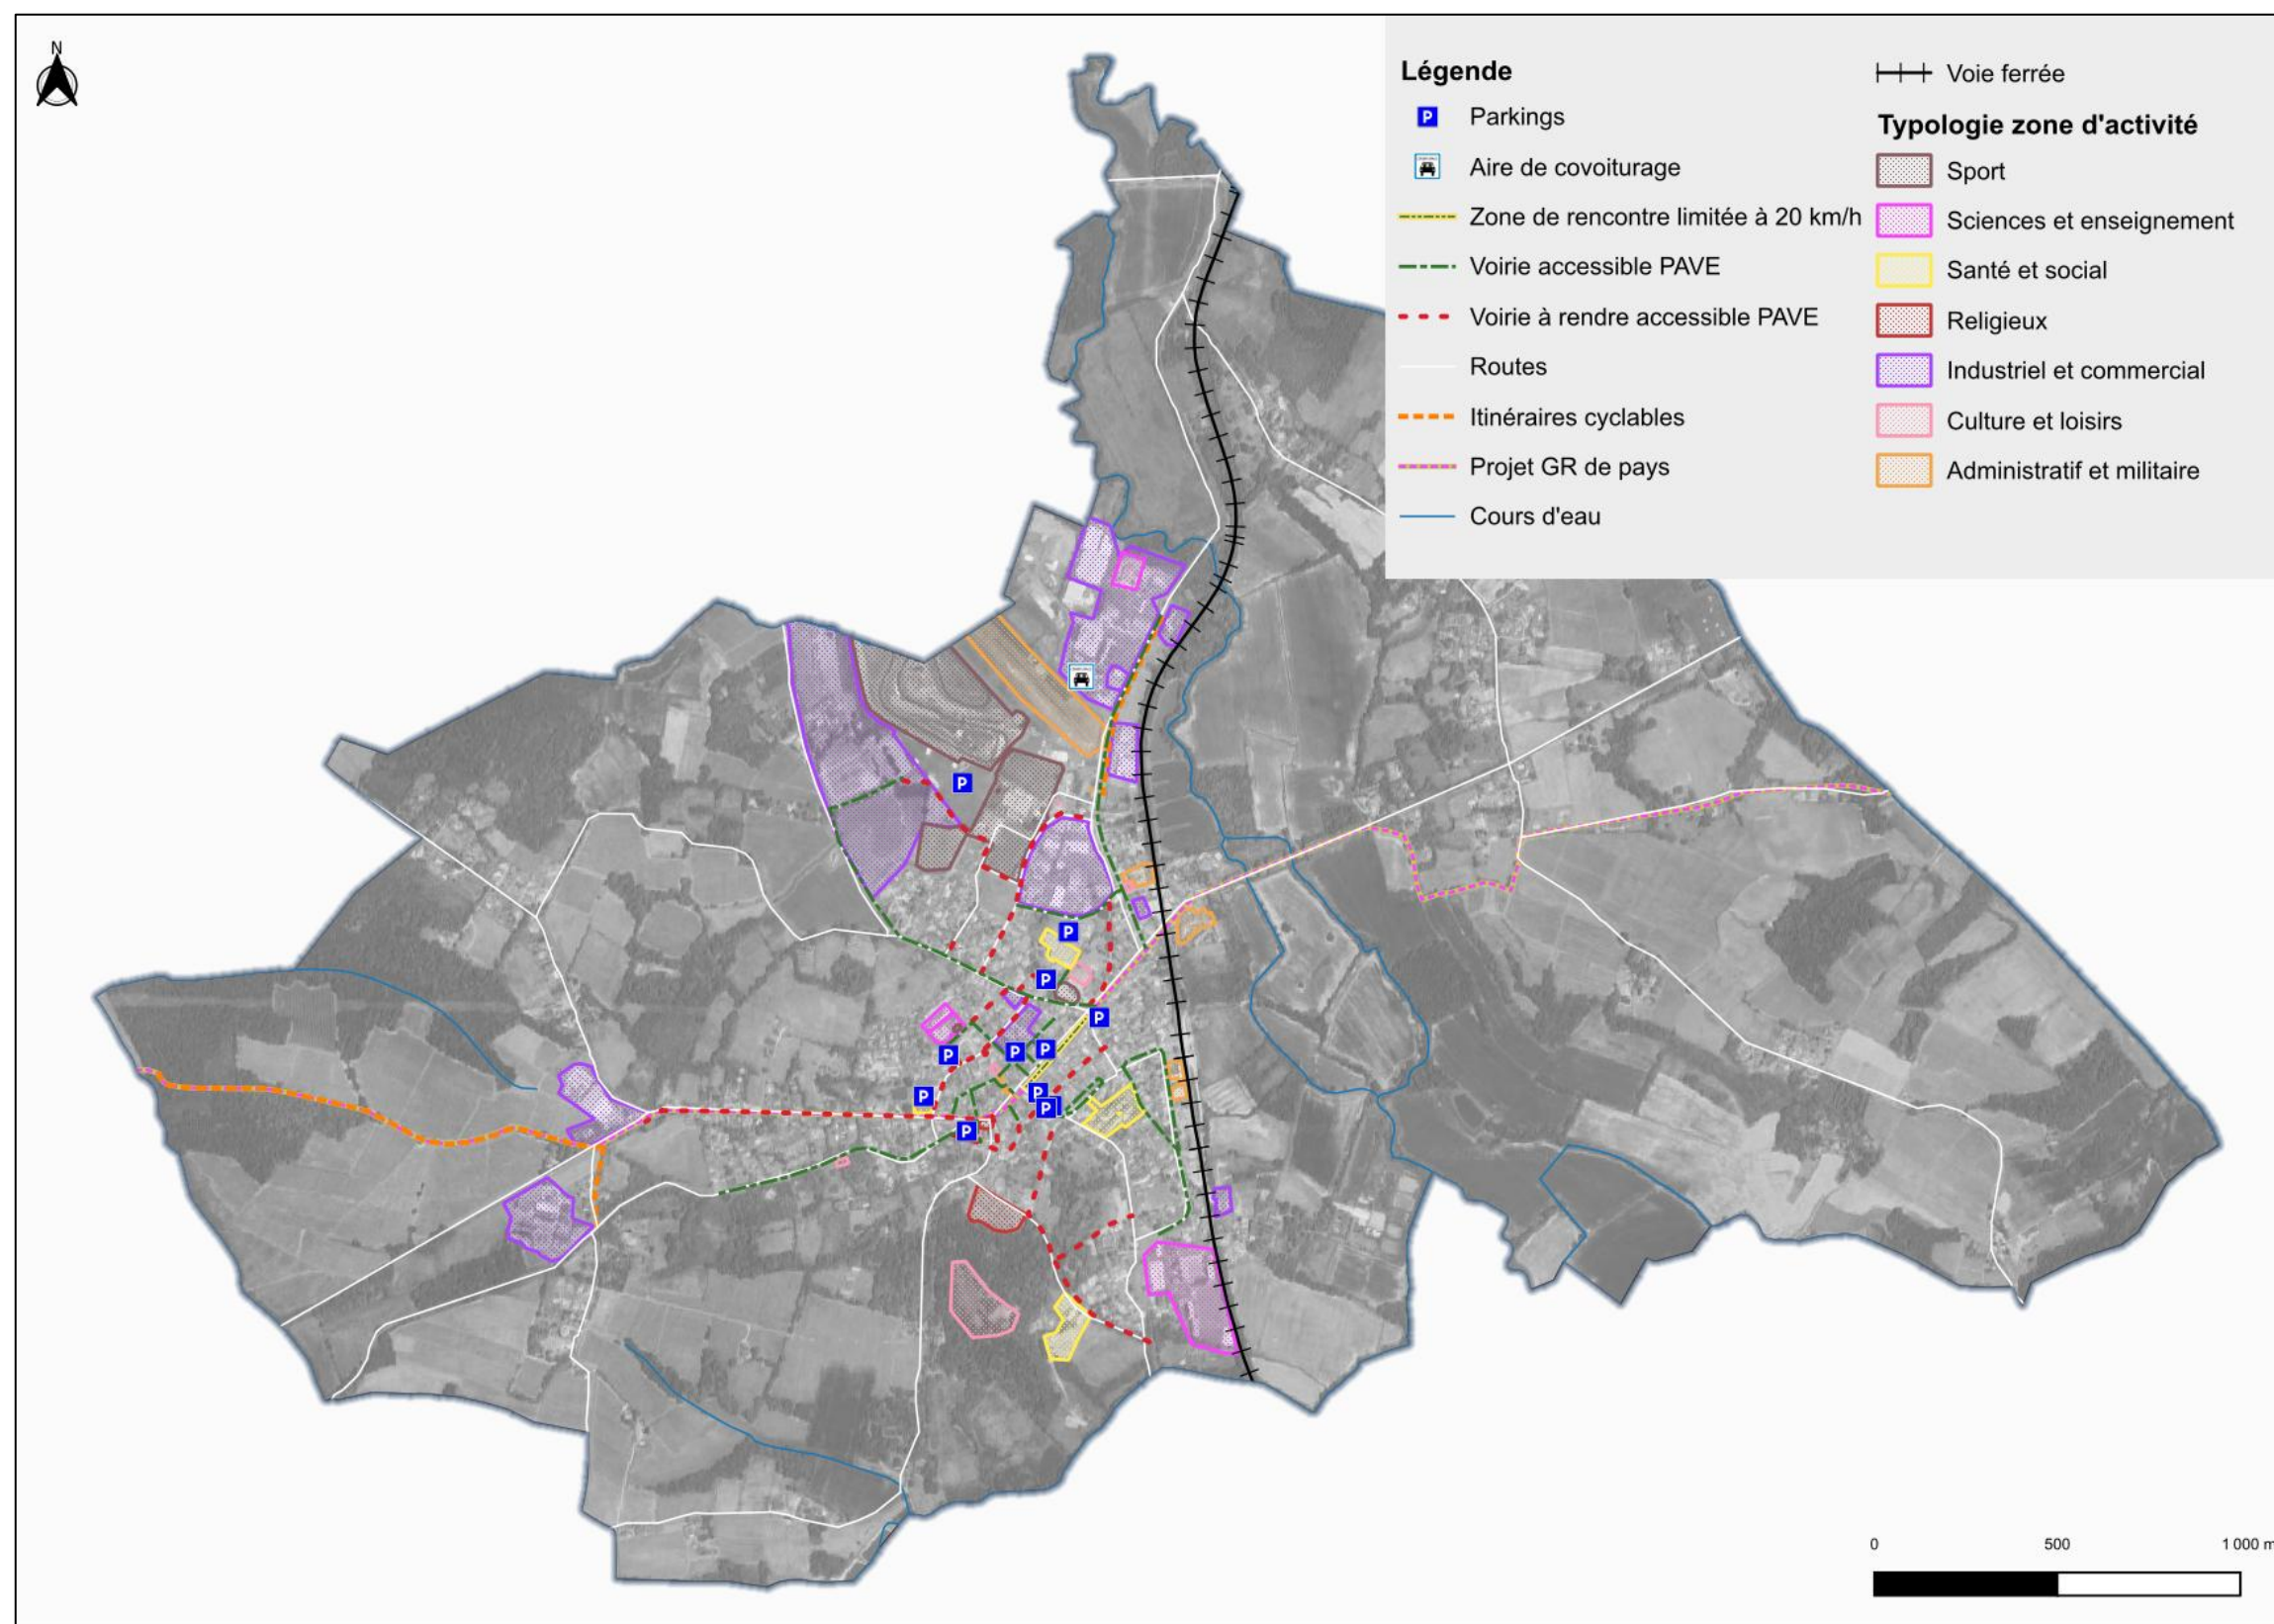 N
Légende
P Parkings
Aire de covoiturage
Zone de rencontre limitée à 20 km/h
Voirie accessible PAVE
Voirie à rendre accessible PAVE
Routes
Itinéraires cyclables
Projet GR de pays
Cours d'eau
Voie ferrée
Typologie zone d'activité
Sport
Sciences et enseignement
Santé et social
Religieux
Industriel et commercial
Culture et loisirs
Administratif et militaire
P
P
P
P
P
P
P
P
P
P
P
0 500 1 000 m